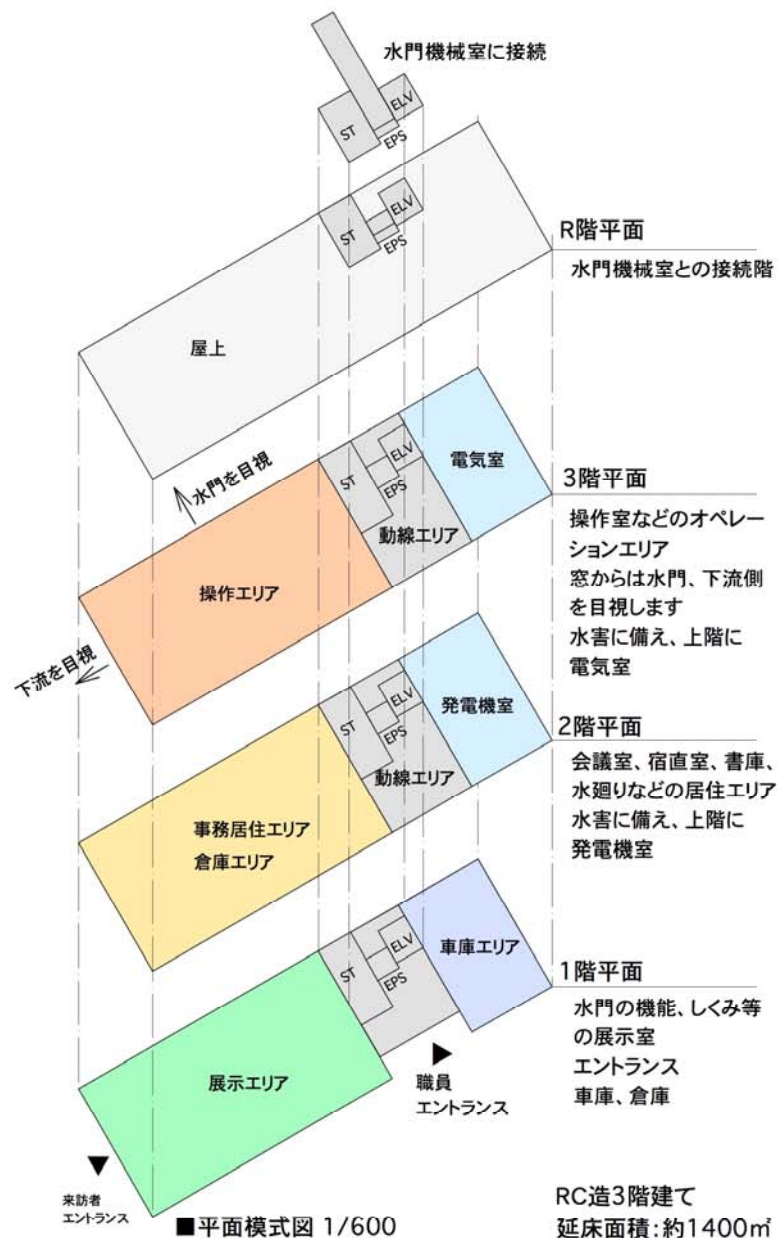 水門機械室に接続
ELV
ST
EPS
R階平面
水門機械室との接続階
ELV
ST
EPS
屋上
水門を目視
下流を目視
3階平面
操作室などのオペレー
ションエリア
窓からは水門、下流側
を目視します
水害に備え、上階に
電気室
電気室
ELV
ST
EPS
動線エリア
操作エリア
2階平面
会議室、宿直室、書庫、
水廻りなどの居住エリア
水害に備え、上階に
発電機室
発電機室
ELV
ST
EPS
動線エリア
事務居住エリア
倉庫エリア
1階平面
水門の機能、しくみ等
の展示室
エントランス
車庫、倉庫
車庫エリア
ELV
ST
EPS
展示エリア
▶
職員
エントランス
▼
来訪者
エントランス
■平面模式図 1/600
RC造3階建て
延床面積:約1400㎡